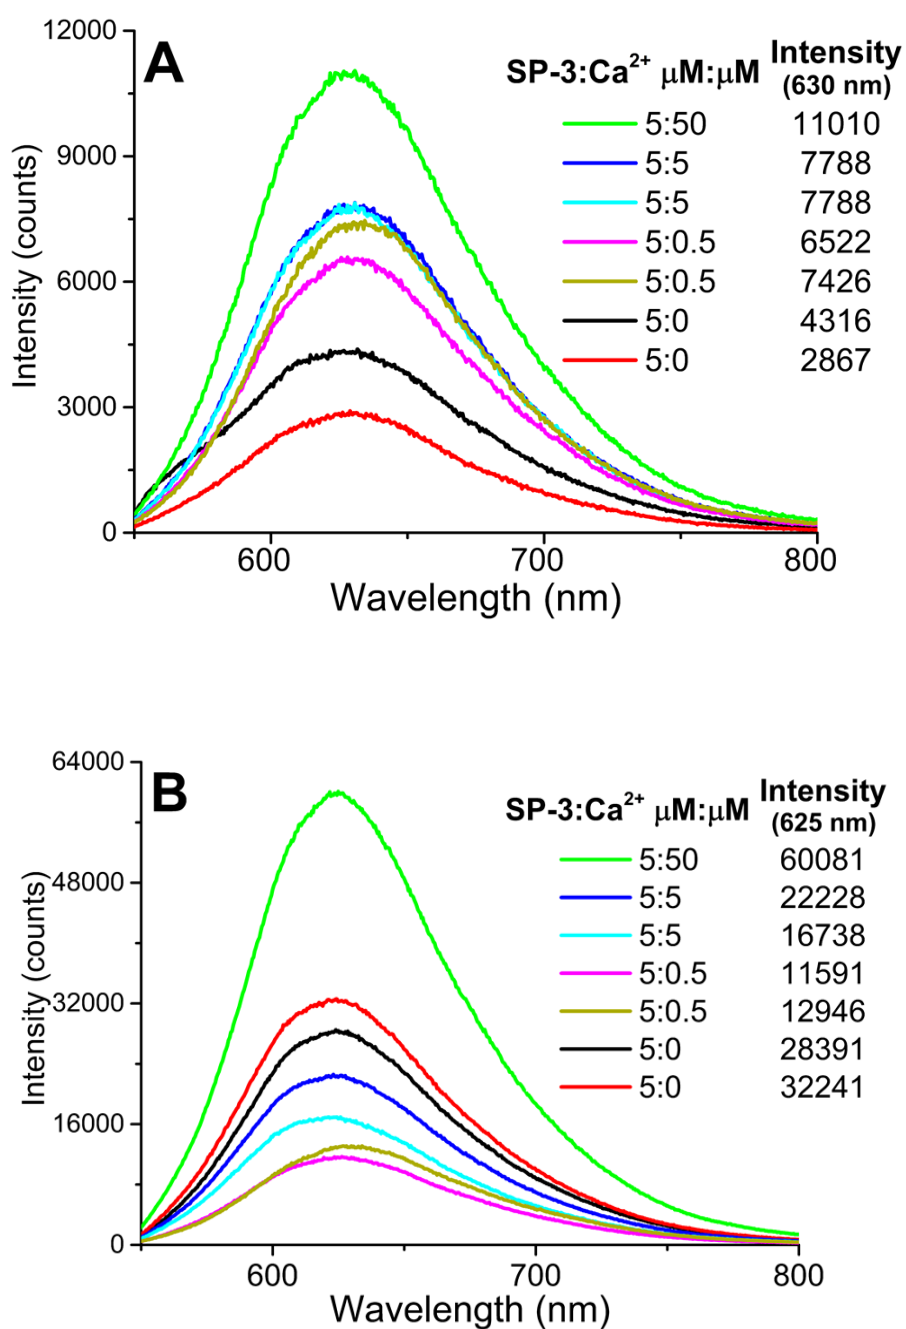 A
SP-3:Ca²⁺ μM:μM Intensity (630 nm)
5:50 11010
5:5 7788
5:5 7788
5:0.5 6522
5:0.5 7426
5:0 4316
5:0 2867
12000
9000
6000
3000
0
Intensity (counts)
600 700 800
Wavelength (nm)
B
SP-3:Ca²⁺ μM:μM Intensity (625 nm)
5:50 60081
5:5 22228
5:5 16738
5:0.5 11591
5:0.5 12946
5:0 28391
5:0 32241
64000
48000
32000
16000
0
Intensity (counts)
600 700 800
Wavelength (nm)